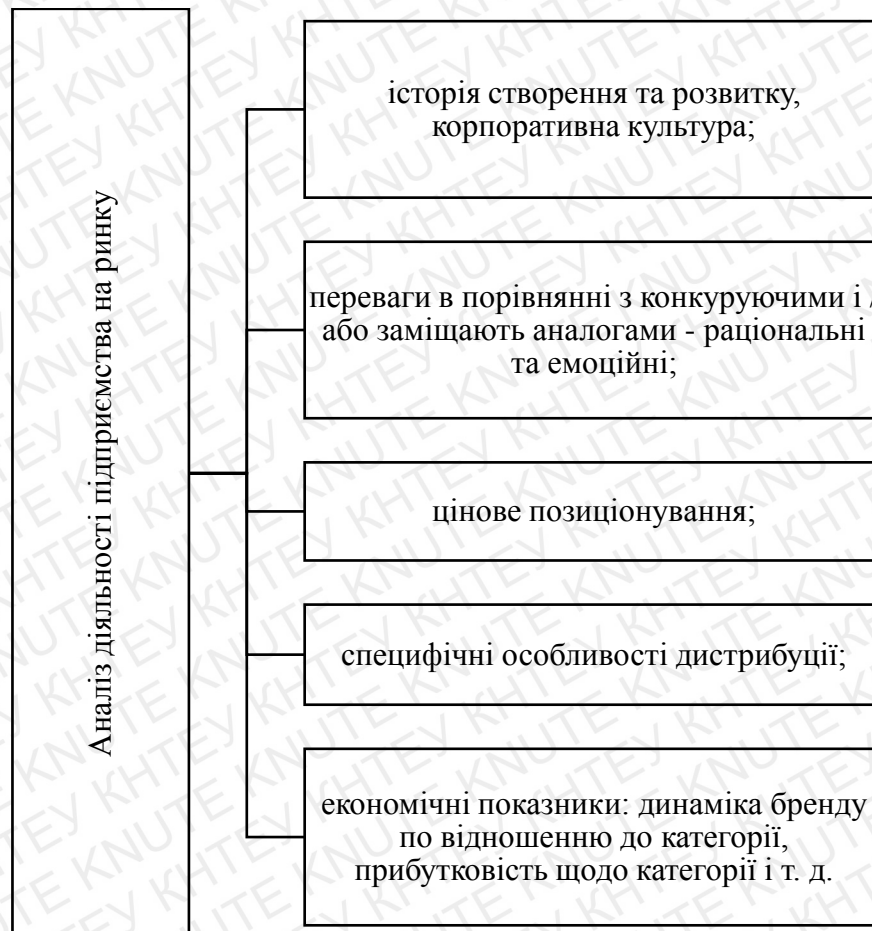 Аналіз діяльності підприємства на ринку
історія створення та розвитку,
корпоративна культура;
переваги в порівнянні з конкуруючими і /
або заміщають аналогами - раціональні
та емоційні;
цінове позиціонування;
специфічні особливості дистрибуції;
економічні показники: динаміка бренду
по відношенню до категорії,
прибутковість щодо категорії і т. д.